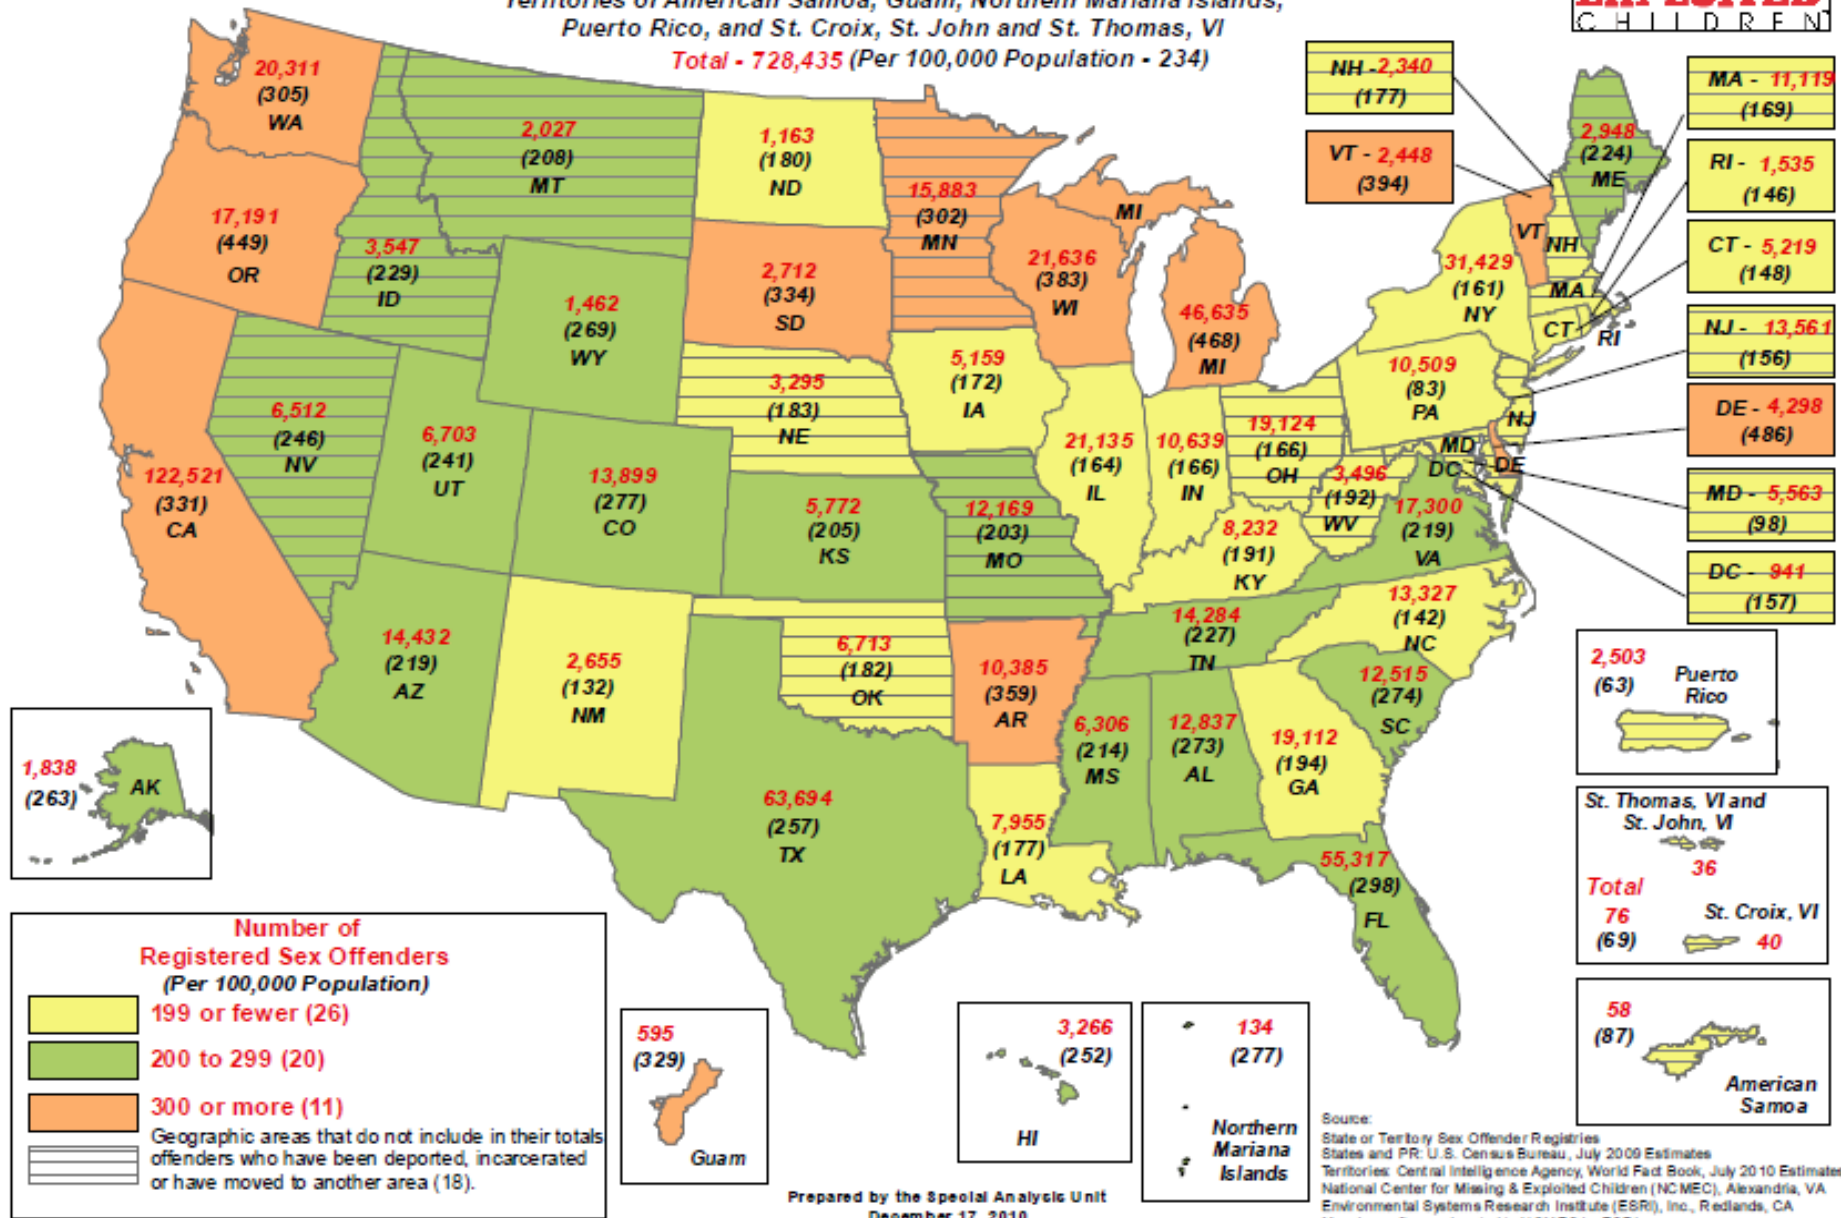 Territories of American Samoa, Guam, Northern Mariana Islands,
Puerto Rico, and St. Croix, St. John and St. Thomas, VI
Total - 728,435 (Per 100,000 Population - 234)
EXPLOITED
CHILDREN
20,311
(305)
WA
17,191
(449)
OR
122,521
(331)
CA
2,027
(208)
MT
3,547
(229)
ID
1,462
(269)
WY
6,512
(246)
NV
6,703
(241)
UT
13,899
(277)
CO
14,432
(219)
AZ
2,655
(132)
NM
1,163
(180)
ND
2,712
(334)
SD
3,295
(183)
NE
5,772
(205)
KS
6,713
(182)
OK
63,694
(257)
TX
15,883
(302)
MN
5,159
(172)
IA
12,169
(203)
MO
10,385
(359)
AR
7,955
(177)
LA
21,636
(383)
WI
MI
46,635
(468)
MI
21,135
(164)
IL
10,639
(166)
IN
19,124
(166)
OH
8,232
(191)
KY
14,284
(227)
TN
6,306
(214)
MS
12,837
(273)
AL
19,112
(194)
GA
55,317
(298)
FL
12,515
(274)
SC
13,327
(142)
NC
17,300
(219)
VA
3,496
(192)
WV
10,509
(83)
PA
31,429
(161)
NY
2,948
(224)
ME
VT
NH
MA
CT
RI
NJ
MD
DE
DC
NH - 2,340
(177)
VT - 2,448
(394)
MA - 11,119
(169)
RI - 1,535
(146)
CT - 5,219
(148)
NJ - 13,561
(156)
DE - 4,298
(486)
MD - 5,563
(98)
DC - 941
(157)
2,503
(63)
Puerto
Rico
St. Thomas, VI and
St. John, VI
36
Total
76
(69)
St. Croix, VI
40
58
(87)
American
Samoa
1,838
(263)
AK
595
(329)
Guam
3,266
(252)
HI
134
(277)
Northern
Mariana
Islands
Number of
Registered Sex Offenders
(Per 100,000 Population)
199 or fewer (26)
200 to 299 (20)
300 or more (11)
Geographic areas that do not include in their totals
offenders who have been deported, incarcerated
or have moved to another area (18).
Prepared by the Special Analysis Unit
December 17, 2010
Source:
State or Territory Sex Offender Registries
States and PR: U.S. Census Bureau, July 2009 Estimates
Territories: Central Intelligence Agency, World Fact Book, July 2010 Estimates
National Center for Missing & Exploited Children (NCMEC), Alexandria, VA
Environmental Systems Research Institute (ESRI), Inc., Redlands, CA